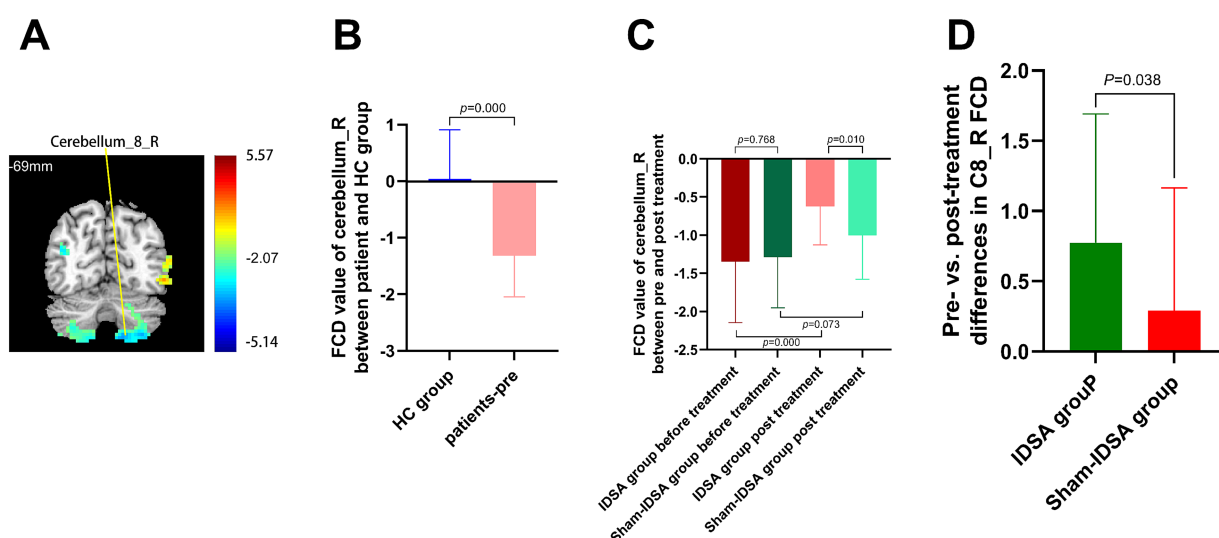 A
Cerebellum_8_R
-69mm
5.57
-2.07
-5.14
B
FCD value of cerebellum_R
between patient and HC group
p=0.000
1
0
-1
-2
-3
HC group
patients-pre
C
FCD value of cerebellum_R
between pre and post treatment
p=0.768
p=0.010
0.0
-0.5
-1.0
-1.5
-2.0
-2.5
p=0.073
p=0.000
IDSA group before treatment
Sham-IDSA group before treatment
IDSA group post treatment
Sham-IDSA group post treatment
D
Pre- vs. post-treatment
differences in C8_R FCD
P=0.038
2.0
1.5
1.0
0.5
0.0
IDSA grouP
Sham-IDSA group